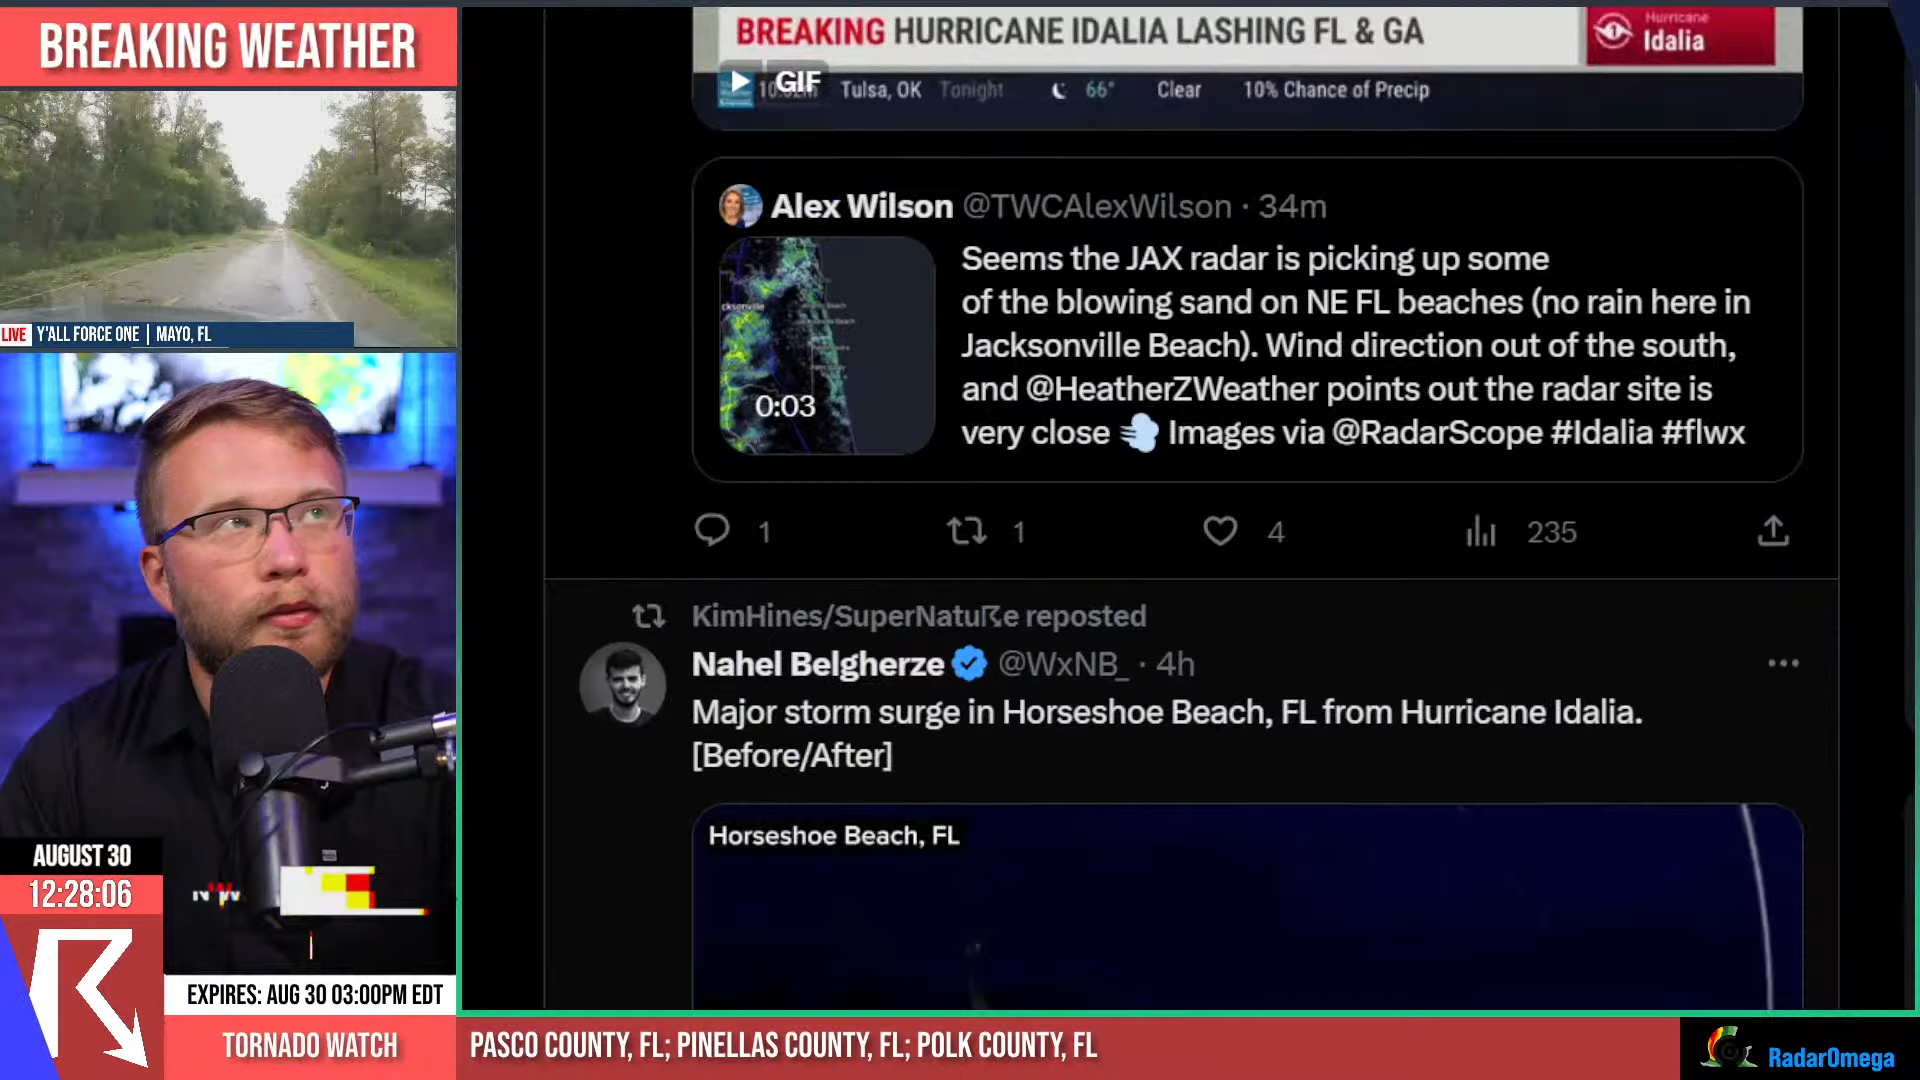 BREAKING WEATHER
LIVE Y'ALL FORCE ONE | MAYO, FL
AUGUST 30
12:28:06
EXPIRES: AUG 30 03:00PM EDT
TORNADO WATCH
PASCO COUNTY, FL; PINELLAS COUNTY, FL; POLK COUNTY, FL
RadarOmega
BREAKING HURRICANE IDALIA LASHING FL & GA
Hurricane
Idalia
GIF
Tulsa, OK Tonight 66° Clear 10% Chance of Precip
Alex Wilson @TWCAlexWilson · 34m
Seems the JAX radar is picking up some
of the blowing sand on NE FL beaches (no rain here in
Jacksonville Beach). Wind direction out of the south,
and @HeatherZWeather points out the radar site is
very close 💨 Images via @RadarScope #Idalia #flwx
0:03
1 1 4 235
KimHines/SuperNatuЯe reposted
Nahel Belgherze @WxNB_ · 4h
Major storm surge in Horseshoe Beach, FL from Hurricane Idalia.
[Before/After]
Horseshoe Beach, FL